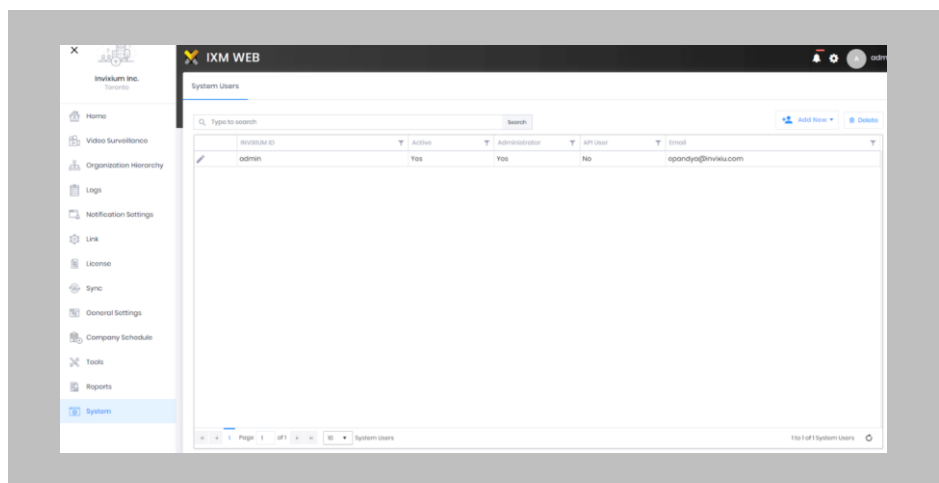 IXM WEB
adm
Invixium Inc.
Toronto
Home
Video Surveillance
Organization Hierarchy
Logs
Notification Settings
Link
License
Sync
General Settings
Company Schedule
Tools
Reports
System
System Users
Type to search
Search
Add New
Delete
INVIXIUM ID Active Administrator API User Email
admin Yes Yes No opandya@invixiu.com
1 Page 1 of 1 10 System Users
1 to 1 of 1 System Users